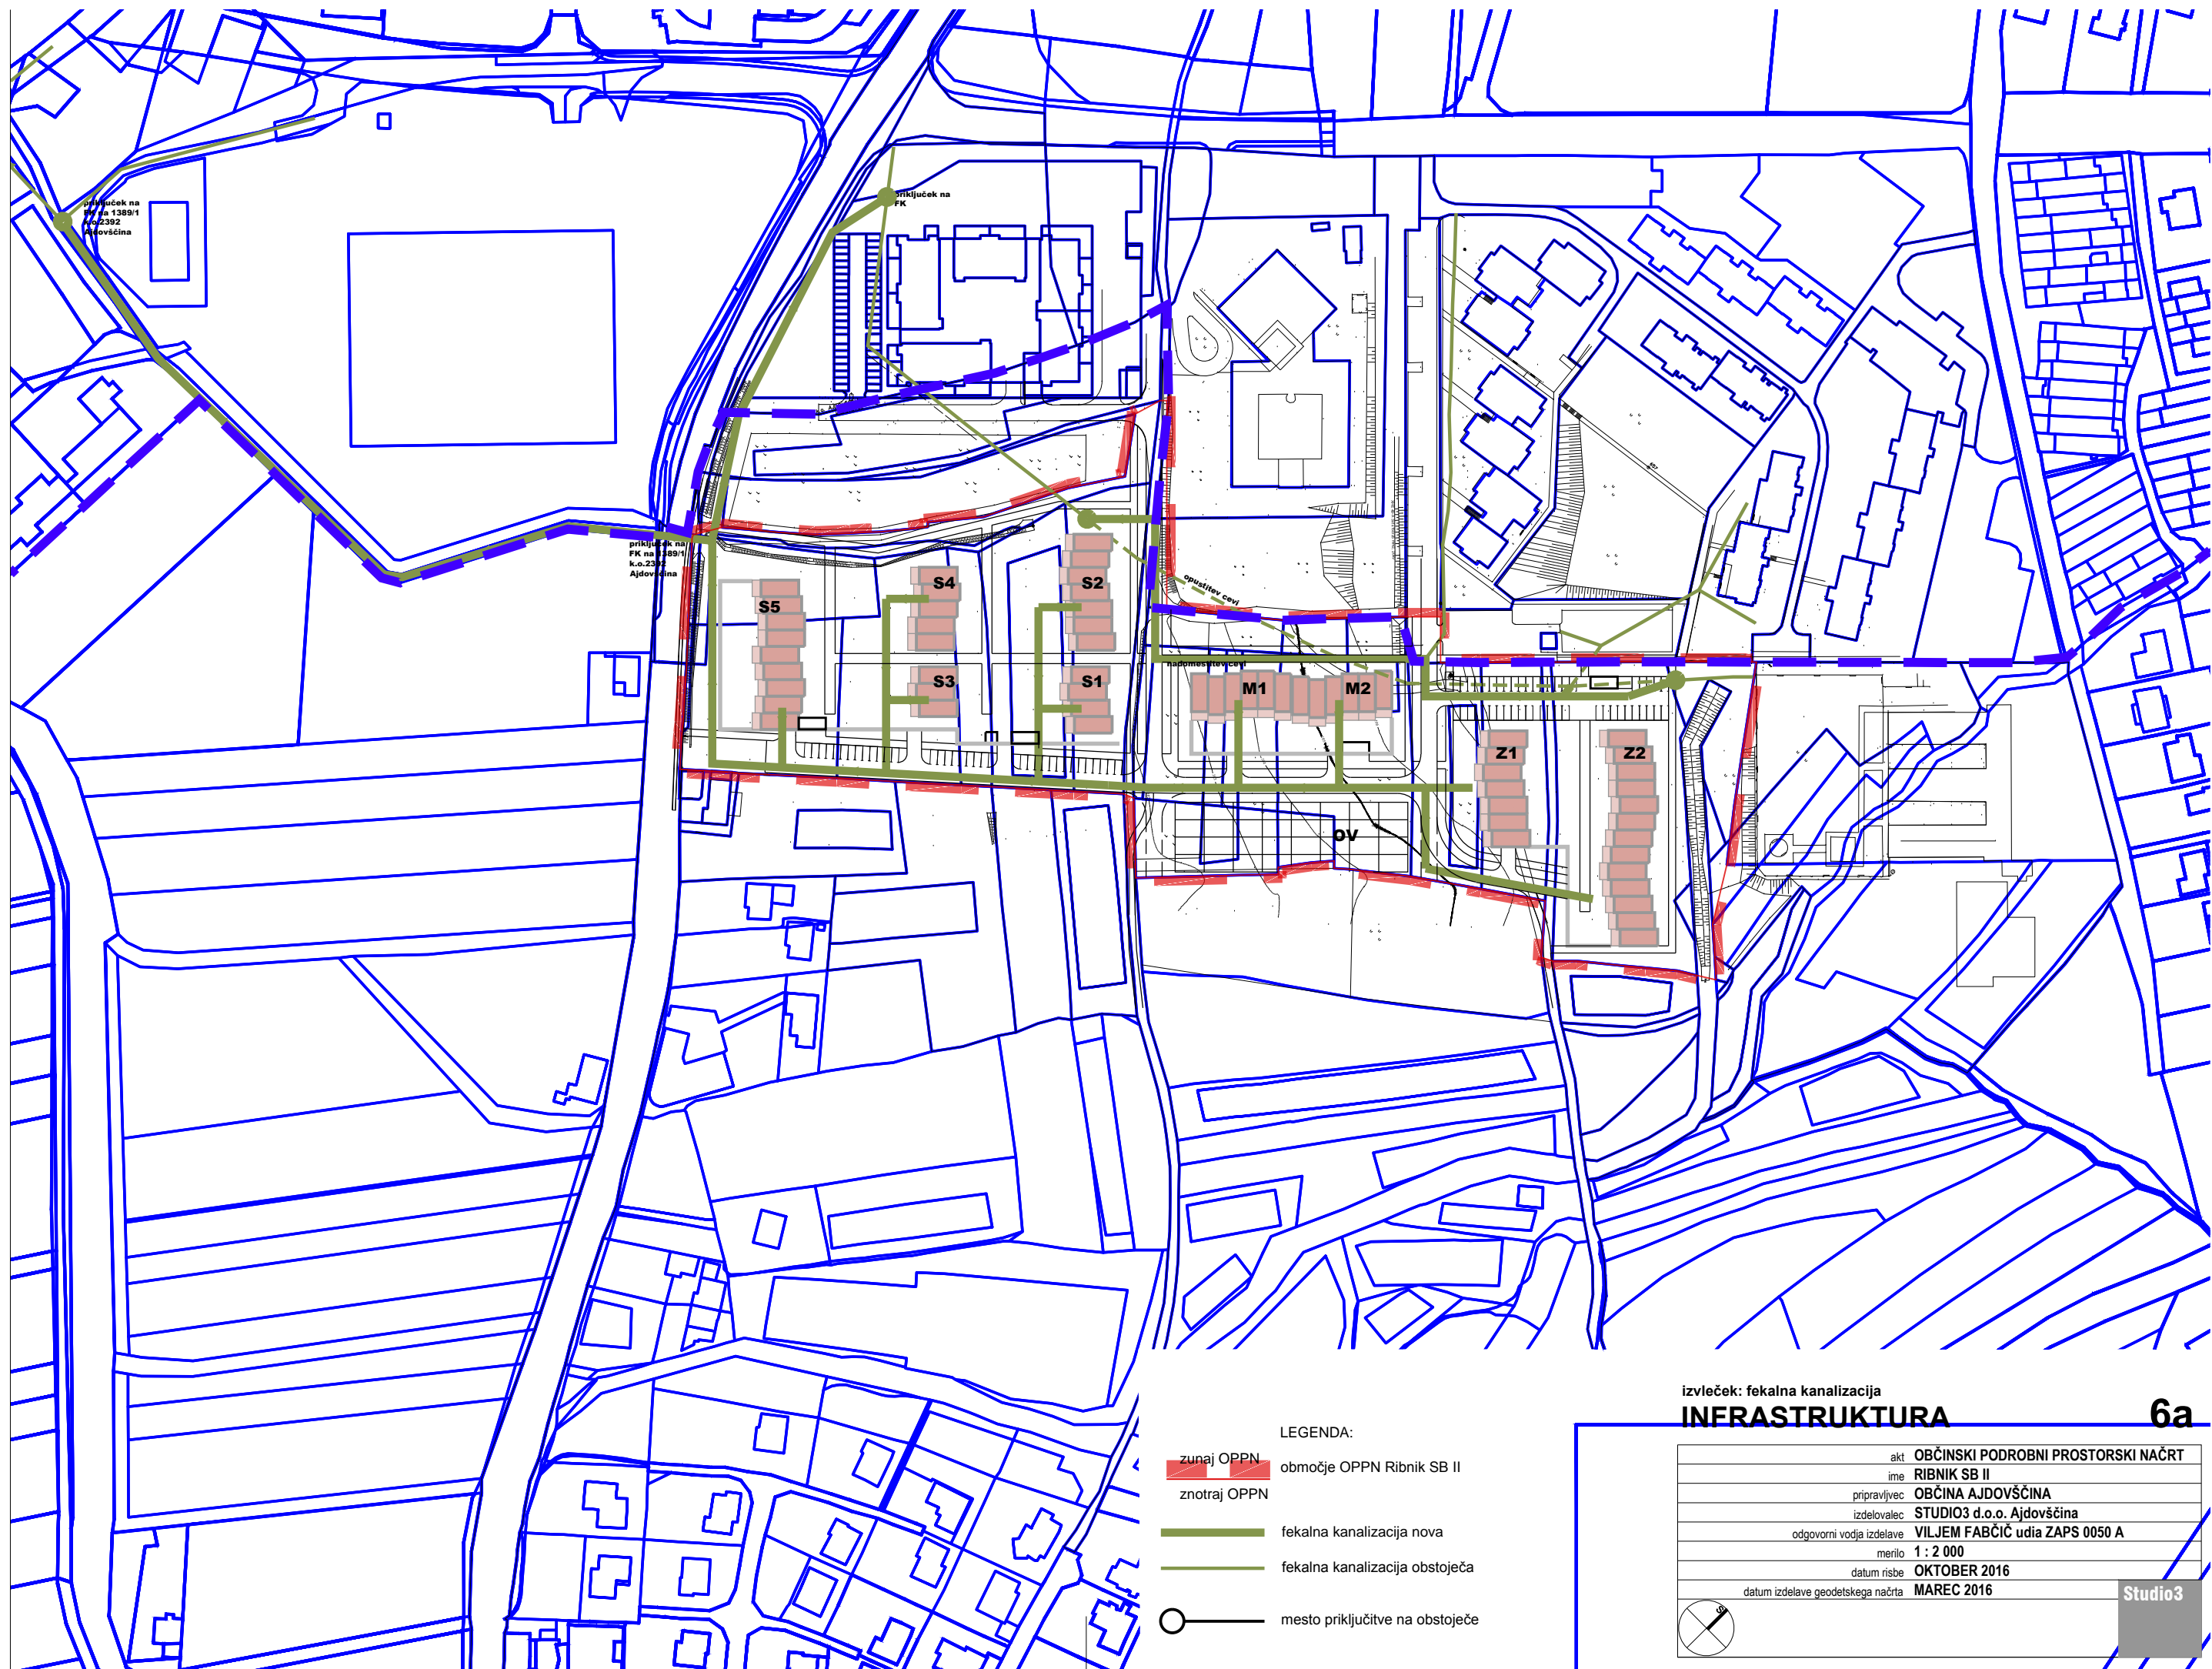 priključek na
FK na 1389/1
k.o.2392
Ajdovščina
priključek na
FK
priključek na
FK na 1389/1
k.o.2392
Ajdovščina
opustitev cevi
nadomestitev cevi
S5
S4
S2
S3
S1
M1
M2
Z1
Z2
OV
LEGENDA:
zunaj OPPN
območje OPPN Ribnik SB II
znotraj OPPN
fekalna kanalizacija nova
fekalna kanalizacija obstoječa
mesto priključitve na obstoječe
izvleček: fekalna kanalizacija
INFRASTRUKTURA 6a
akt OBČINSKI PODROBNI PROSTORSKI NAČRT
ime RIBNIK SB II
pripravljvec OBČINA AJDOVŠČINA
izdelovalec STUDIO3 d.o.o. Ajdovščina
odgovorni vodja izdelave VILJEM FABČIČ udia ZAPS 0050 A
merilo 1 : 2 000
datum risbe OKTOBER 2016
datum izdelave geodetskega načrta MAREC 2016
Studio3